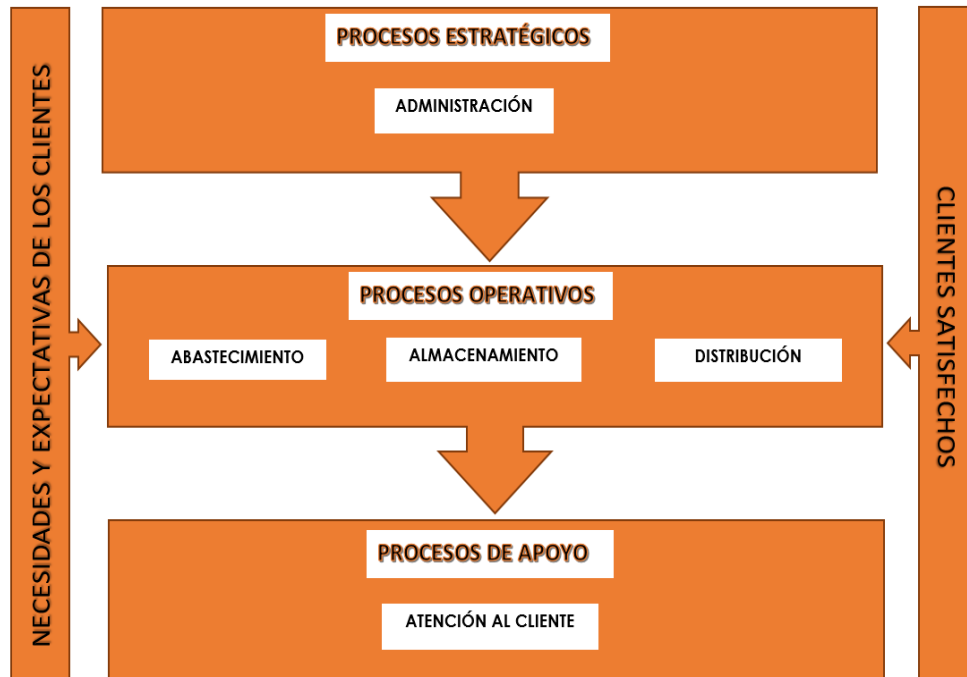 NECESIDADES Y EXPECTATIVAS DE LOS CLIENTES
PROCESOS ESTRATÉGICOS
ADMINISTRACIÓN
PROCESOS OPERATIVOS
ABASTECIMIENTO
ALMACENAMIENTO
DISTRIBUCIÓN
PROCESOS DE APOYO
ATENCIÓN AL CLIENTE
CLIENTES SATISFECHOS